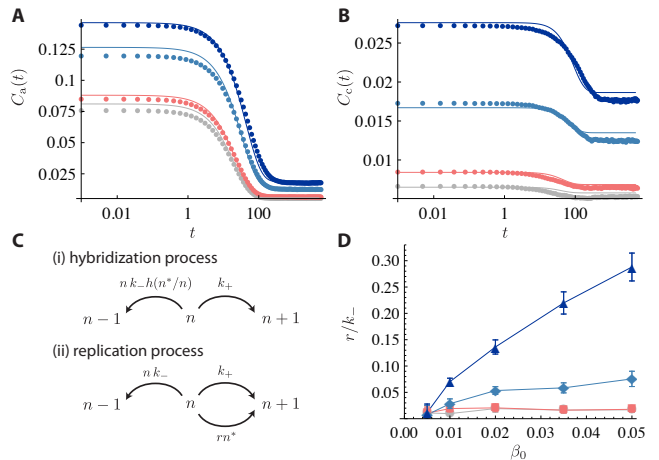 A
0.125
0.1
0.075
0.05
0.025
C_a(t)
0.01
1
100
t
B
0.025
0.02
0.015
0.01
C_c(t)
0.01
1
100
t
C
(i) hybridization process
n k_−h(n*/n) k_+
n − 1 n n + 1
(ii) replication process
n k_− k_+
n − 1 n n + 1
rn*
D
0.30
0.25
0.20
0.15
0.10
0.05
r/k_−
0.00 0.01 0.02 0.03 0.04 0.05
β_0